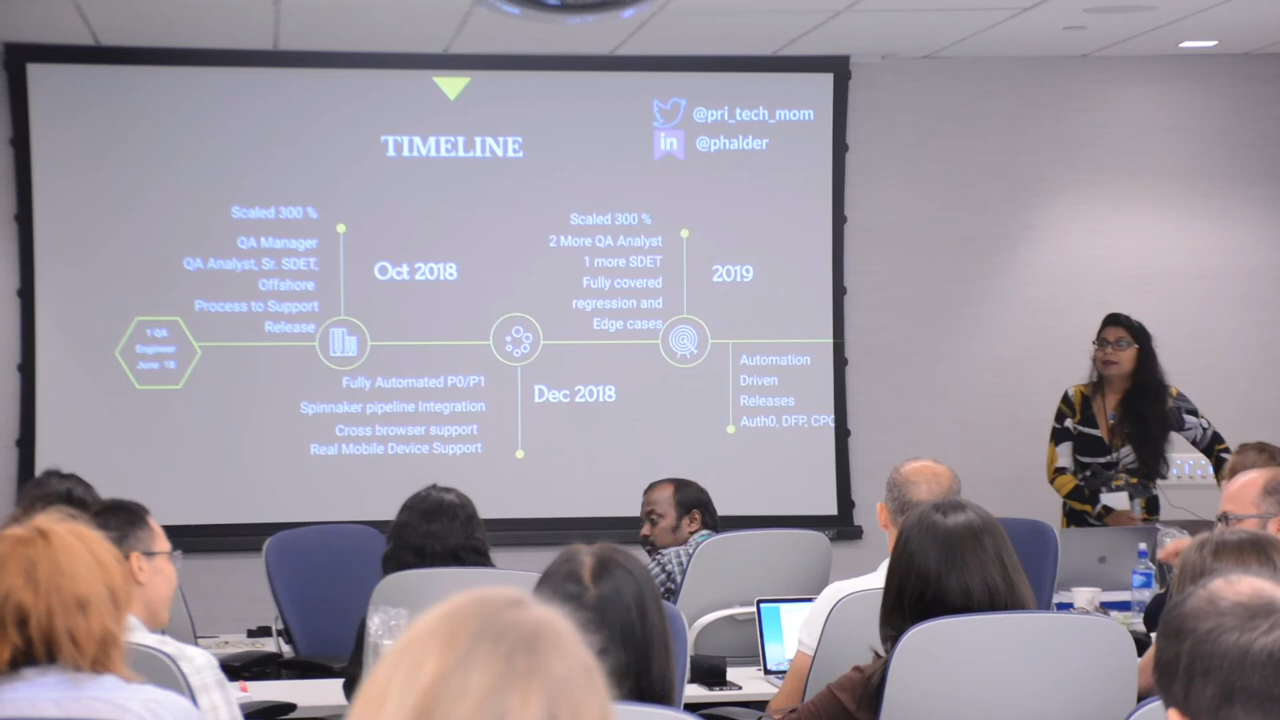 @pri_tech_mom
in @phalder
TIMELINE
Scaled 300 %
QA Manager
QA Analyst, Sr. SDET,
Offshore
Process to Support
Release
Oct 2018
Scaled 300 %
2 More QA Analyst
1 more SDET
Fully covered
regression and
Edge cases
2019
1 QA
Engineer
June 18
Fully Automated P0/P1
Spinnaker pipeline Integration
Cross browser support
Real Mobile Device Support
Dec 2018
Automation
Driven
Releases
Auth0, DFP, CPC